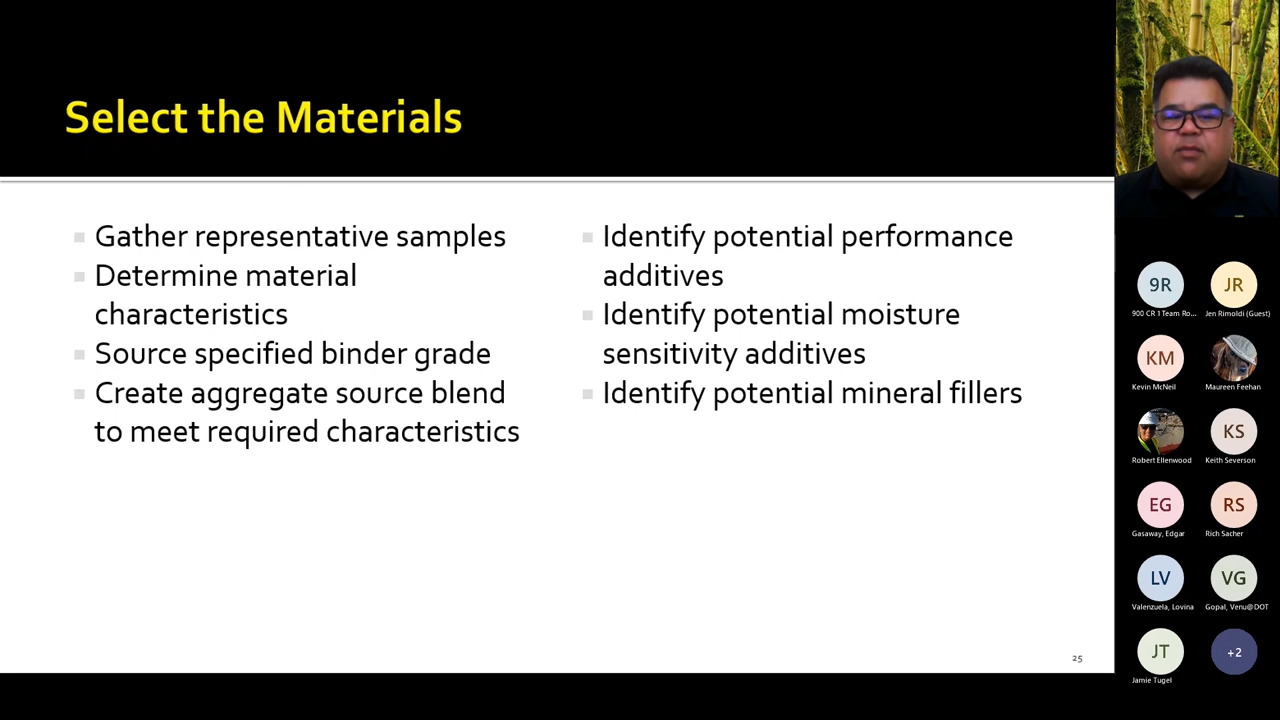 Select the Materials
Gather representative samples
Determine material
characteristics
Source specified binder grade
Create aggregate source blend
to meet required characteristics
Identify potential performance
additives
Identify potential moisture
sensitivity additives
Identify potential mineral fillers
25
9R
900 CR 1 Team Ro...
JR
Jen Rimoldi (Guest)
KM
Kevin McNeil
Maureen Feehan
Robert Ellenwood
KS
Keith Severson
EG
Gasaway, Edgar
RS
Rich Sacher
LV
Valenzuela, Lovina
VG
Gopal, Venu@DOT
JT
Jamie Tugel
+2